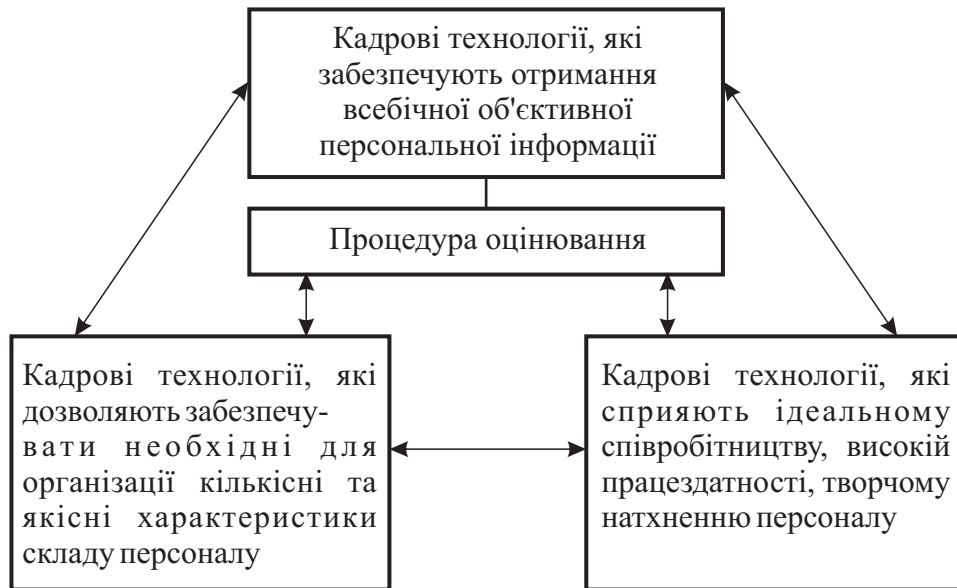 Кадрові технології, які
забезпечують отримання
всебічної об'єктивної
персональної інформації
Процедура оцінювання
Кадрові технології, які
дозволяють забезпечу-
вати необхідні для
організації кількісні та
якісні характеристики
складу персоналу
Кадрові технології, які
сприяють ідеальному
співробітництву, високій
працездатності, творчому
натхненню персоналу